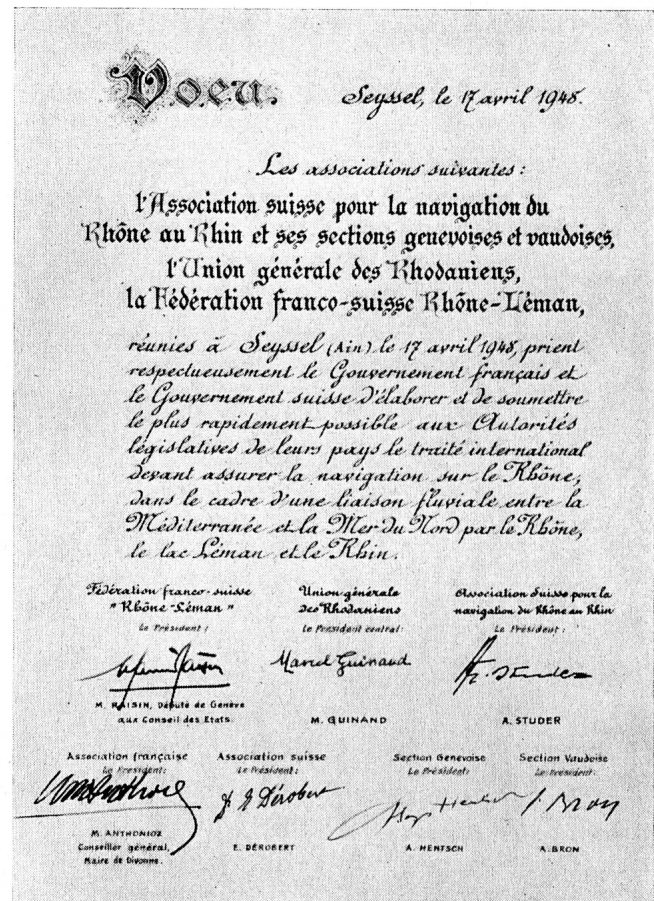 Voeu. Seyssel, le 17 avril 1948.
Les associations suivantes:
l'Association suisse pour la navigation du
Rhône au Rhin et ses sections genevoises et vaudoises,
l'Union générale des Rhodaniens,
la Fédération franco-suisse Rhône-Léman,
réunies à Seyssel (Ain) le 17 avril 1948, prient
respectueusement le Gouvernement français et
le Gouvernement suisse d'élaborer et de soumettre
le plus rapidement possible aux Autorités
législatives de leurs pays le traité international
devant assurer la navigation sur le Rhône,
dans le cadre d'une liaison fluviale entre la
Méditerranée et la Mer du Nord par le Rhône,
le lac Léman et le Rhin.
Fédération franco-suisse Union générale Association Suisse pour la
"Rhône-Léman" des Rhodaniens navigation du Rhône au Rhin
Le Président: Le Président central: Le Président:
Marcel Guinand A. Studer
M. RAISIN, Député de Genève
aux Conseil des Etats. M. GUINAND A. STUDER
Association française Association suisse Section Genevoise Section Vaudoise
Le Président: Le Président: Le Président: Le Président:
E. Dérobert Hentsch Bron
M. ANTHONIOZ
Conseiller général, E. DÉROBERT A. HENTSCH A. BRON
Maire de Divonne.